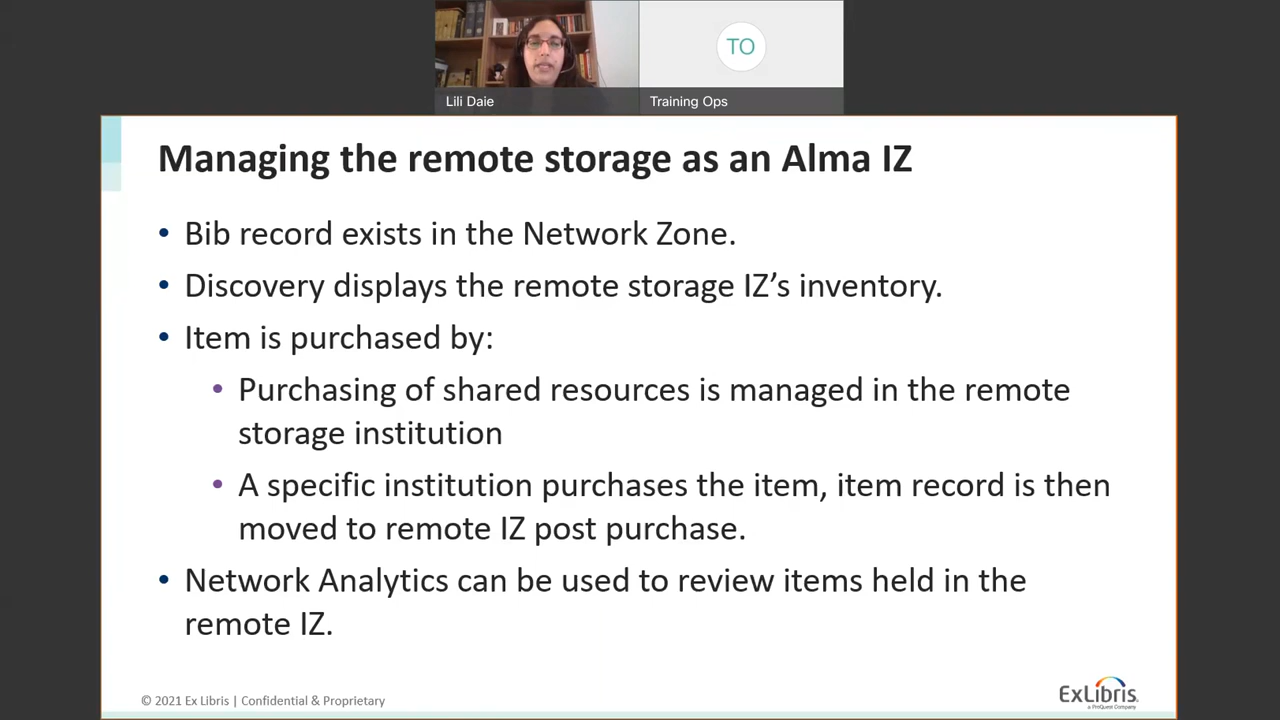 TO
Lili Daie
Training Ops
Managing the remote storage as an Alma IZ
• Bib record exists in the Network Zone.
• Discovery displays the remote storage IZ’s inventory.
• Item is purchased by:
• Purchasing of shared resources is managed in the remote
storage institution
• A specific institution purchases the item, item record is then
moved to remote IZ post purchase.
• Network Analytics can be used to review items held in the
remote IZ.
© 2021 Ex Libris | Confidential & Proprietary
ExLibris
a ProQuest Company